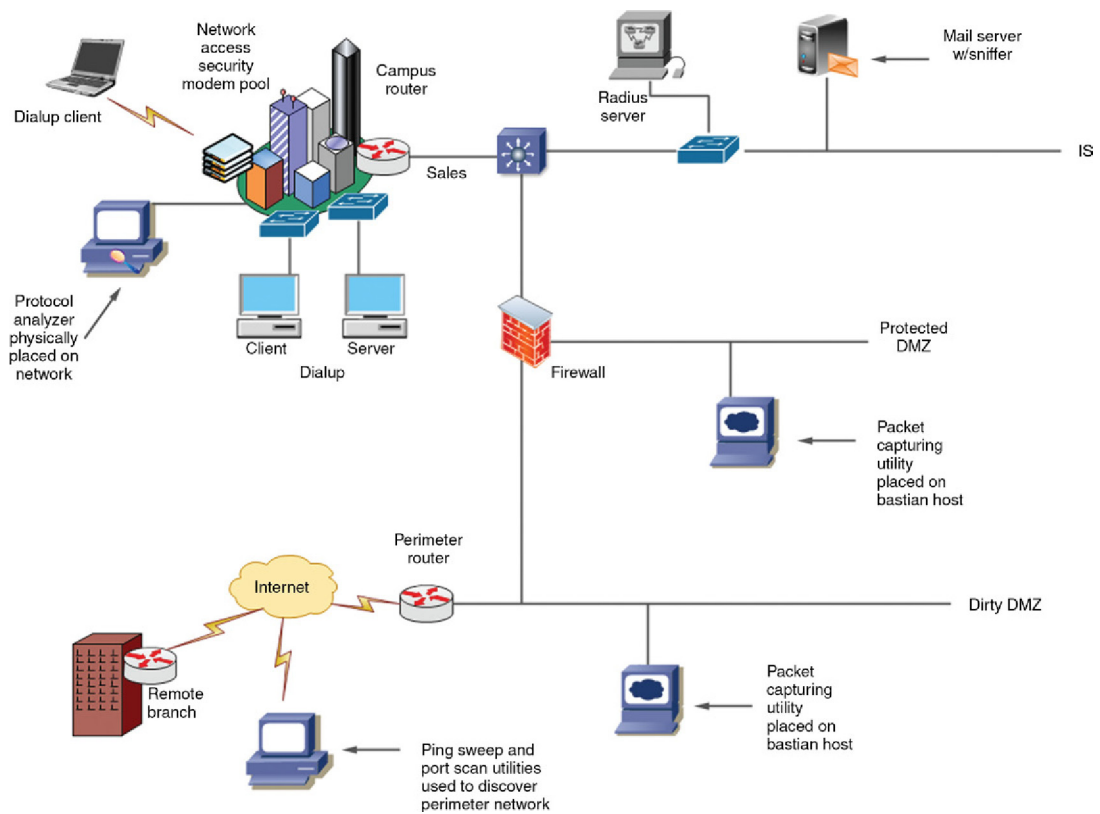 Network
access
security
modem pool
Campus
router
Dialup client
Radius
server
Mail server
w/sniffer
Sales
IS
Protocol
analyzer
physically
placed on
network
Client
Server
Dialup
Firewall
Protected
DMZ
Packet
capturing
utility
placed on
bastian host
Perimeter
router
Internet
Dirty DMZ
Remote
branch
Packet
capturing
utility
placed on
bastian host
Ping sweep and
port scan utilities
used to discover
perimeter network